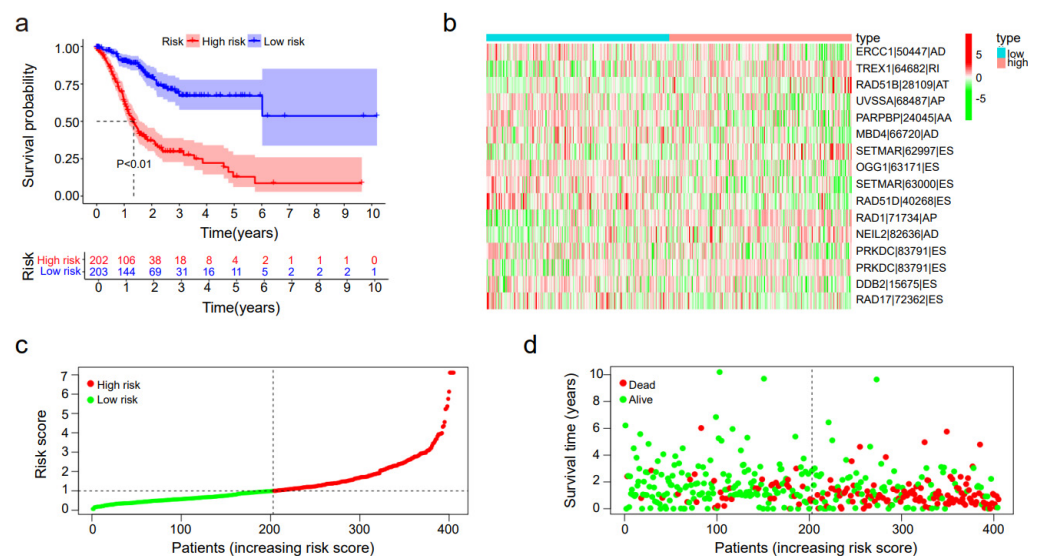 a
Risk High risk Low risk
Survival probability
1.00
0.75
0.50
0.25
0.00
P<0.01
0 1 2 3 4 5 6 7 8 9 10
Time(years)
Risk
High risk 202 106 38 18 8 4 2 1 1 1 0
Low risk 203 144 69 31 16 11 5 2 2 2 1
0 1 2 3 4 5 6 7 8 9 10
Time(years)
b
type
ERCC1|50447|AD
TREX1|64682|RI
RAD51B|28109|AT
UVSSA|68487|AP
PARPBP|24045|AA
MBD4|66720|AD
SETMAR|62997|ES
OGG1|63171|ES
SETMAR|63000|ES
RAD51D|40268|ES
RAD1|71734|AP
NEIL2|82636|AD
PRKDC|83791|ES
PRKDC|83791|ES
DDB2|15675|ES
RAD17|72362|ES
5
0
-5
type
low
high
c
High risk
Low risk
Risk score
7
6
5
4
3
2
1
0
0 100 200 300 400
Patients (increasing risk score)
d
Dead
Alive
Survival time (years)
10
8
6
4
2
0
0 100 200 300 400
Patients (increasing risk score)